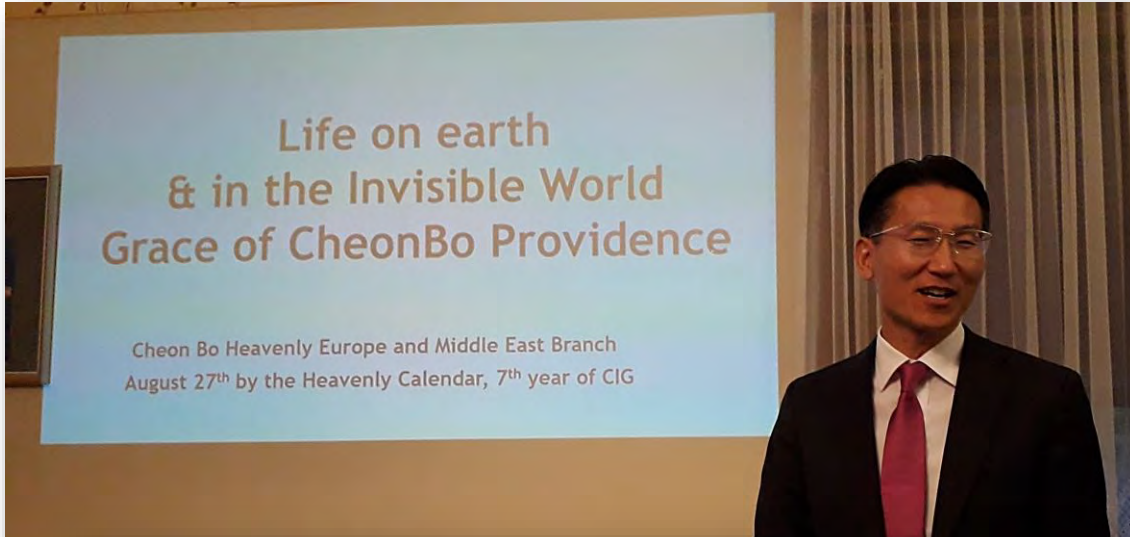 Life on earth
& in the Invisible World
Grace of CheonBo Providence
Cheon Bo Heavenly Europe and Middle East Branch
August 27th by the Heavenly Calendar, 7th year of CIG